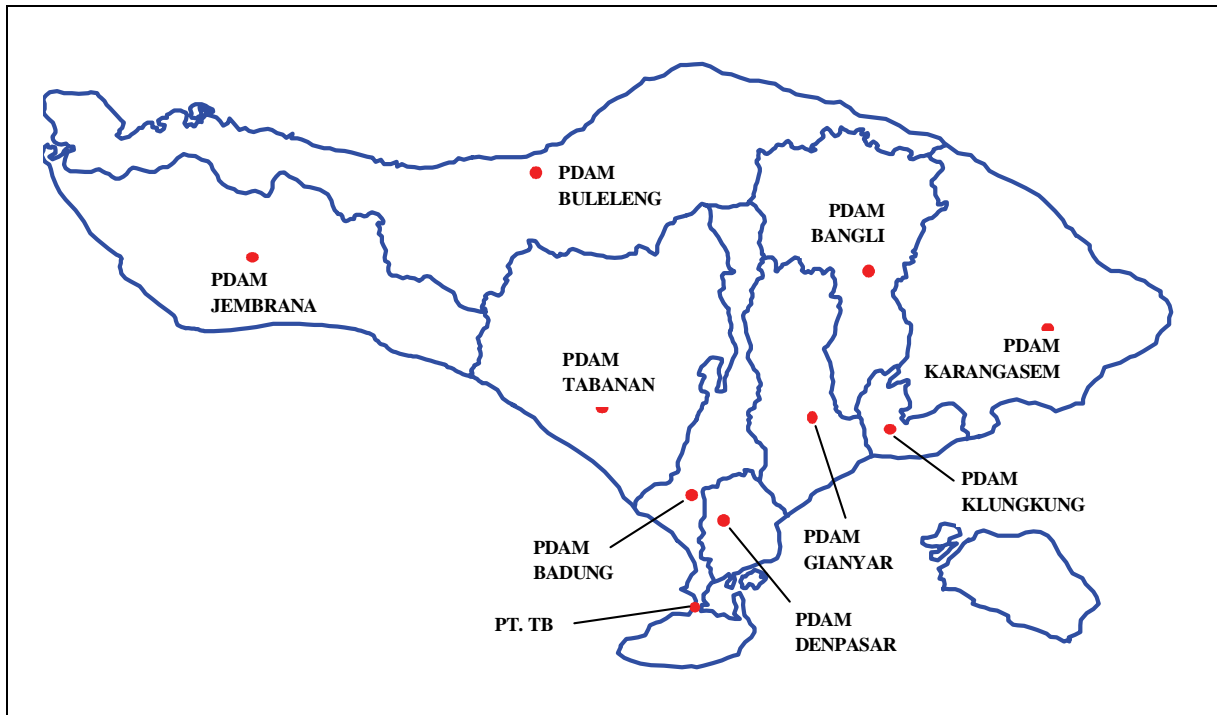 PDAM
BULELENG
PDAM
BANGLI
PDAM
JEMBRANA
PDAM
KARANGASEM
PDAM
TABANAN
PDAM
KLUNGKUNG
PDAM
GIANYAR
PDAM
BADUNG
PT. TB
PDAM
DENPASAR